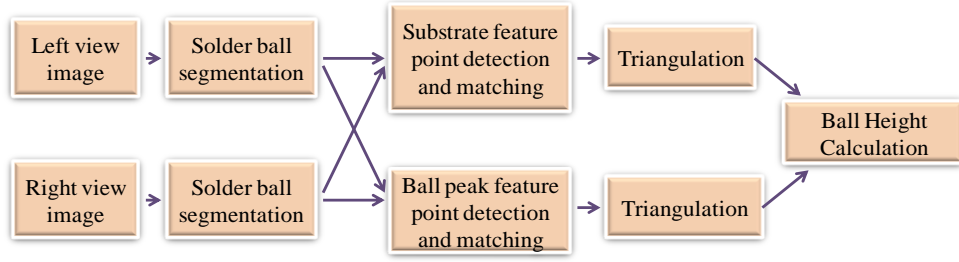 Left view
image
Solder ball
segmentation
Substrate feature
point detection
and matching
Triangulation
Ball Height
Calculation
Right view
image
Solder ball
segmentation
Ball peak feature
point detection
and matching
Triangulation